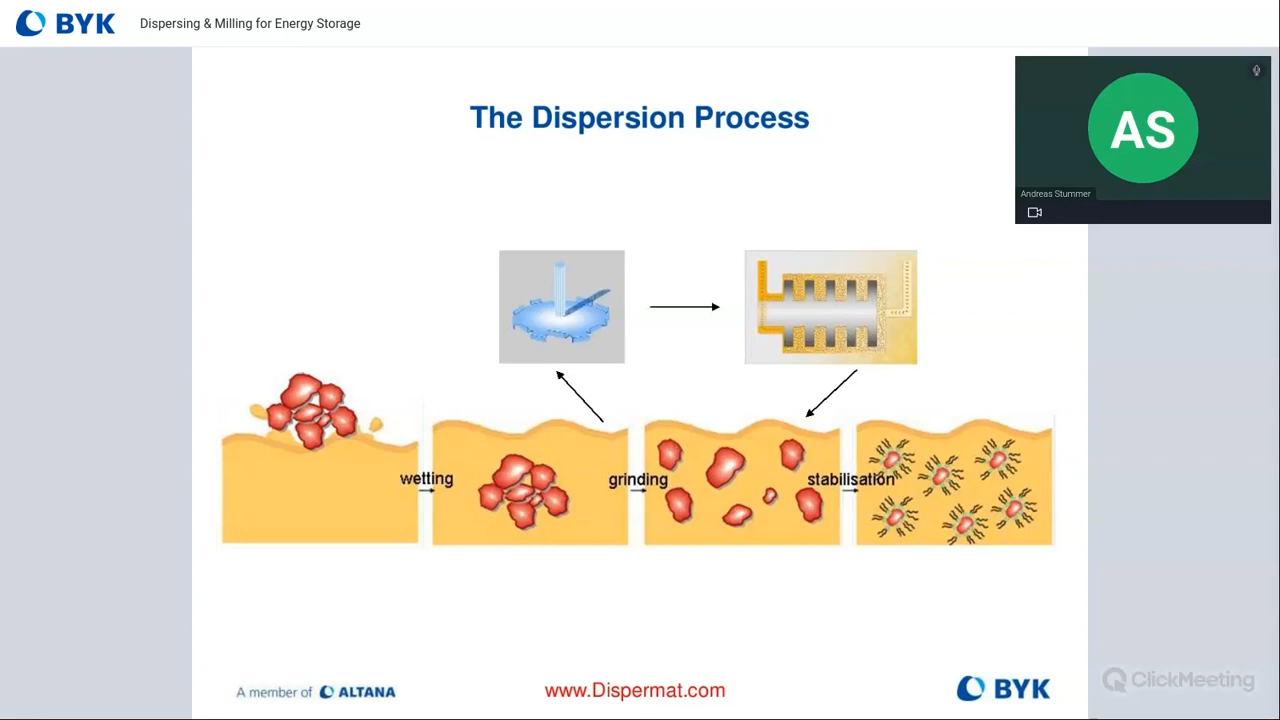 BYK
Dispersing & Milling for Energy Storage
The Dispersion Process
AS
Andreas Stummer
wetting
grinding
stabilisation
A member of ALTANA
www.Dispermat.com
BYK
ClickMeeting